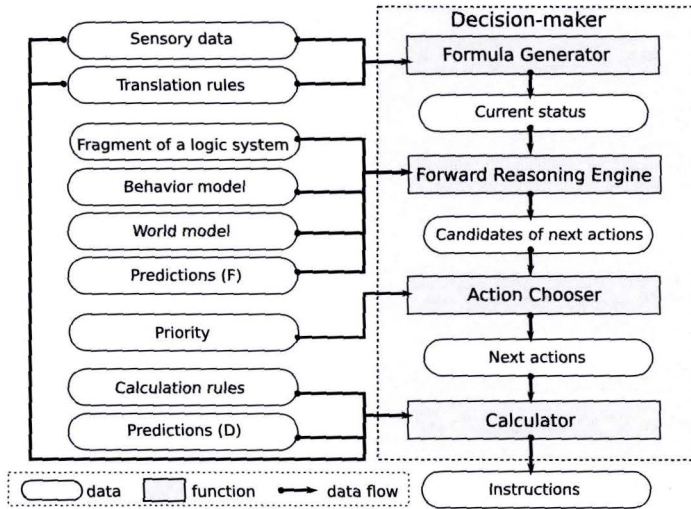 Decision-maker
Sensory data
Translation rules
Fragment of a logic system
Behavior model
World model
Predictions (F)
Priority
Calculation rules
Predictions (D)
Formula Generator
Current status
Forward Reasoning Engine
Candidates of next actions
Action Chooser
Next actions
Calculator
Instructions
data
function
data flow